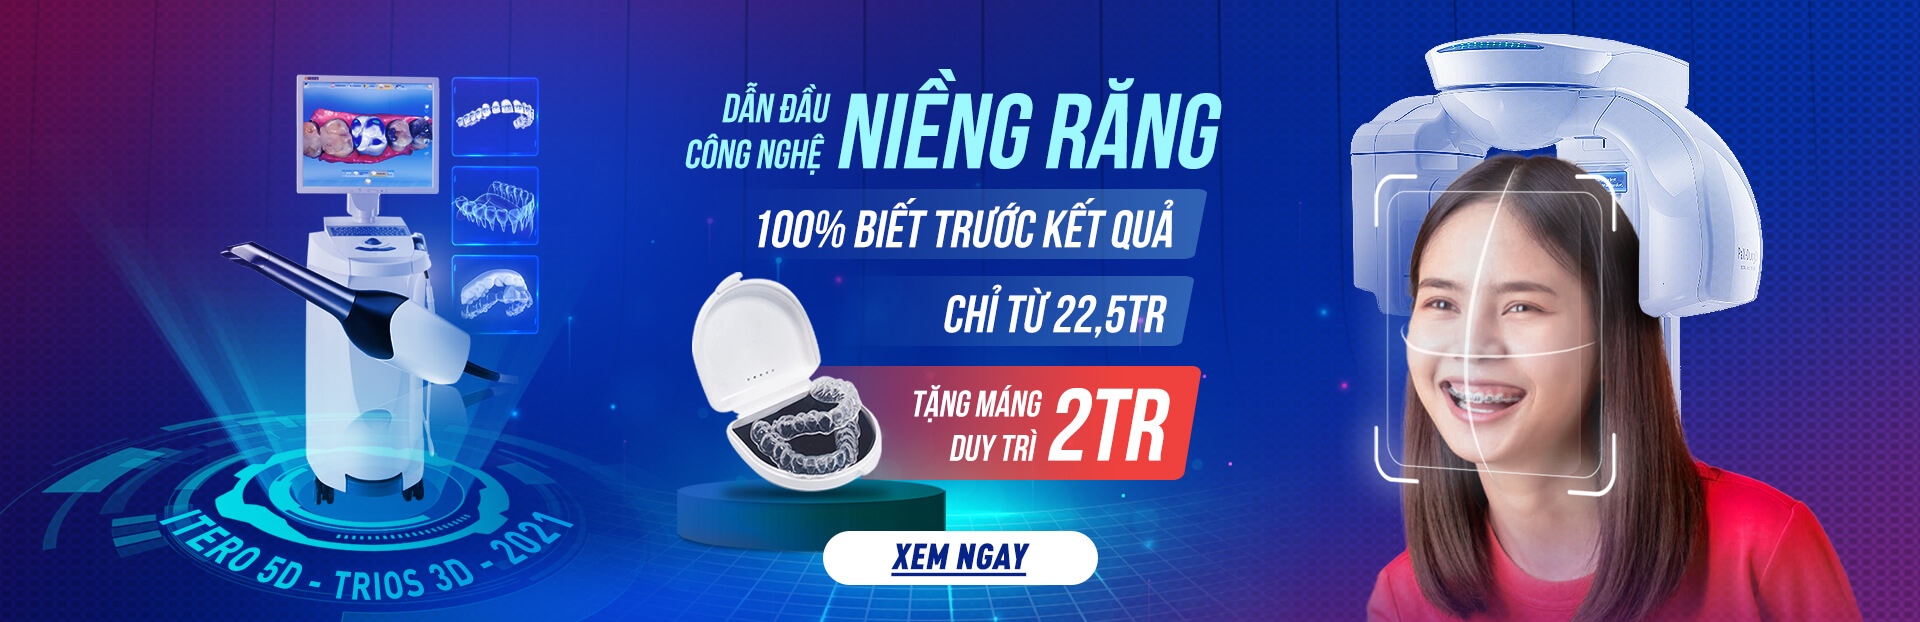 DẪN ĐẦU
CÔNG NGHỆ
NIỀNG RĂNG
100% BIẾT TRƯỚC KẾT QUẢ
CHỈ TỪ 22,5TR
TẶNG MÁNG
DUY TRÌ
2TR
XEM NGAY
ITERO 5D - TRIOS 3D - 2021